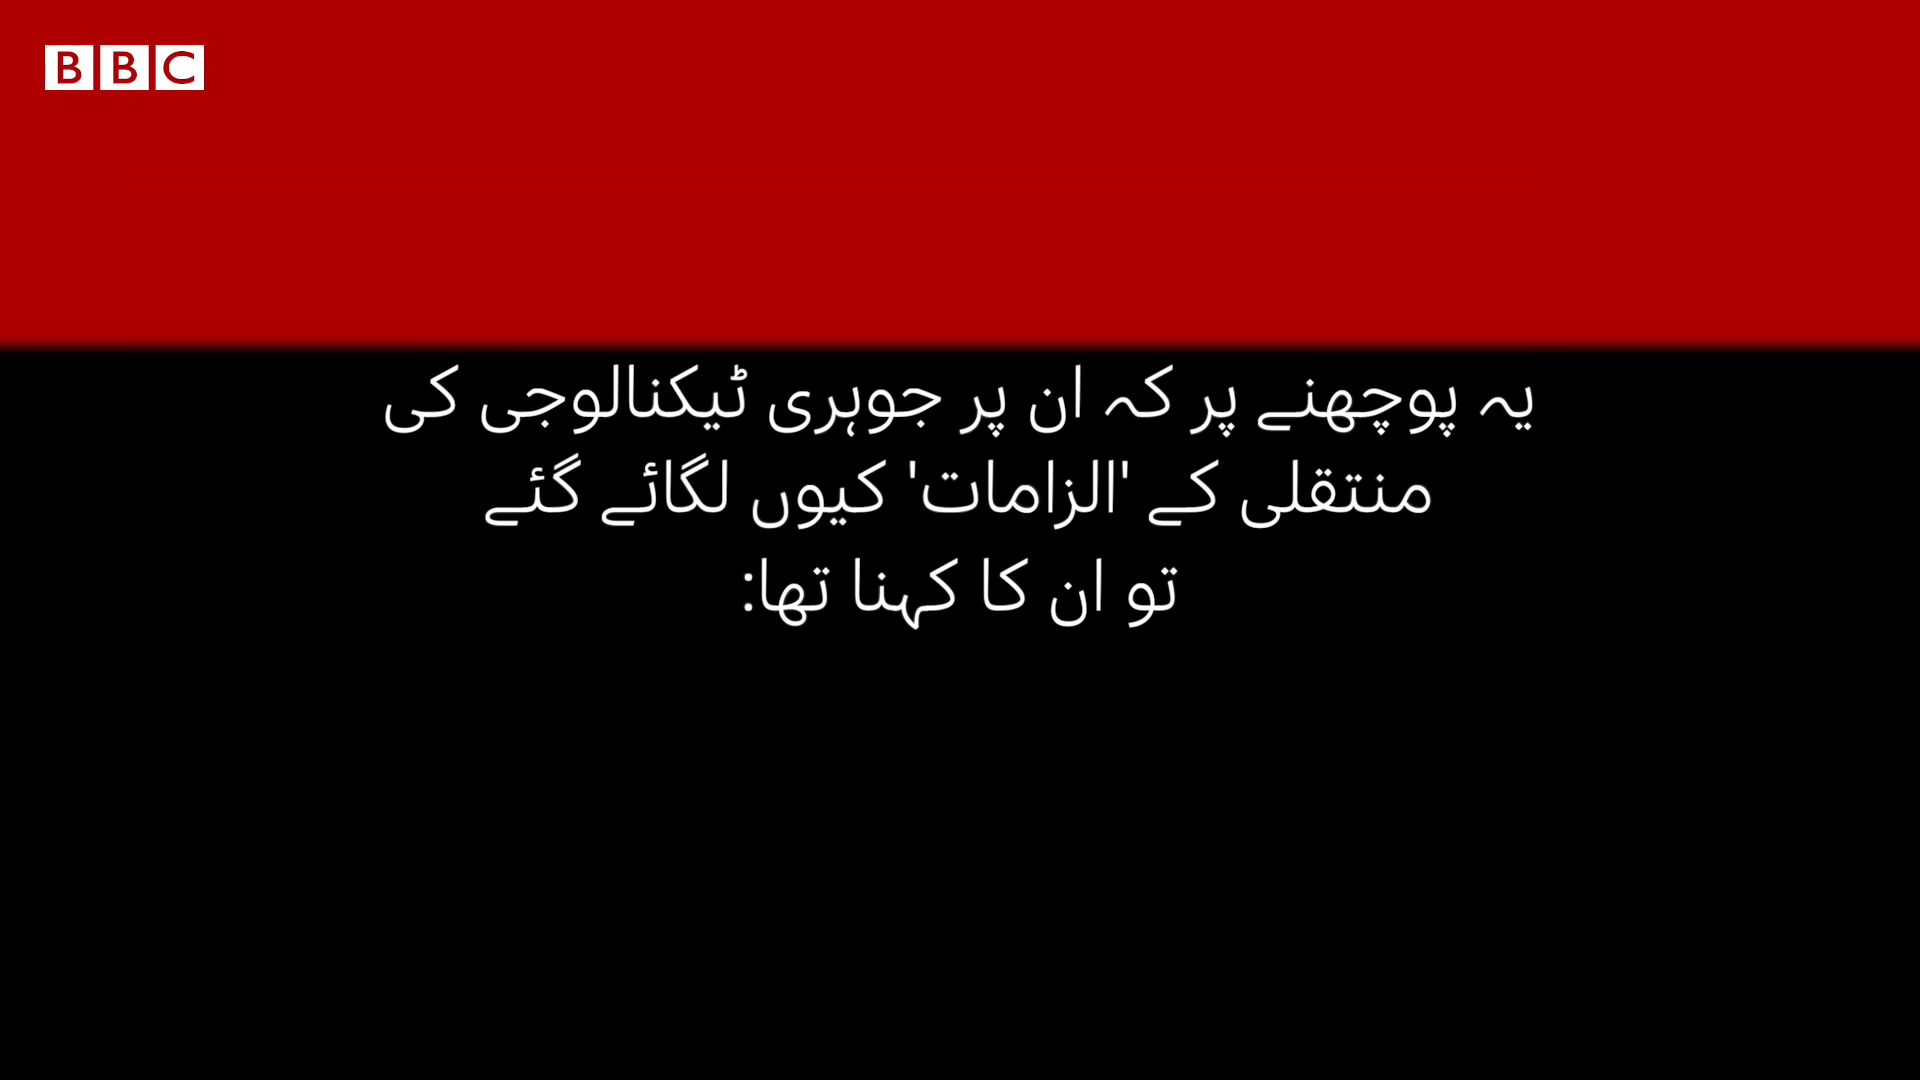 BBC
یہ پوچھنے پر کہ ان پر جوہری ٹیکنالوجی کی
منتقلی کے 'الزامات' کیوں لگائے گئے
تو ان کا کہنا تھا: